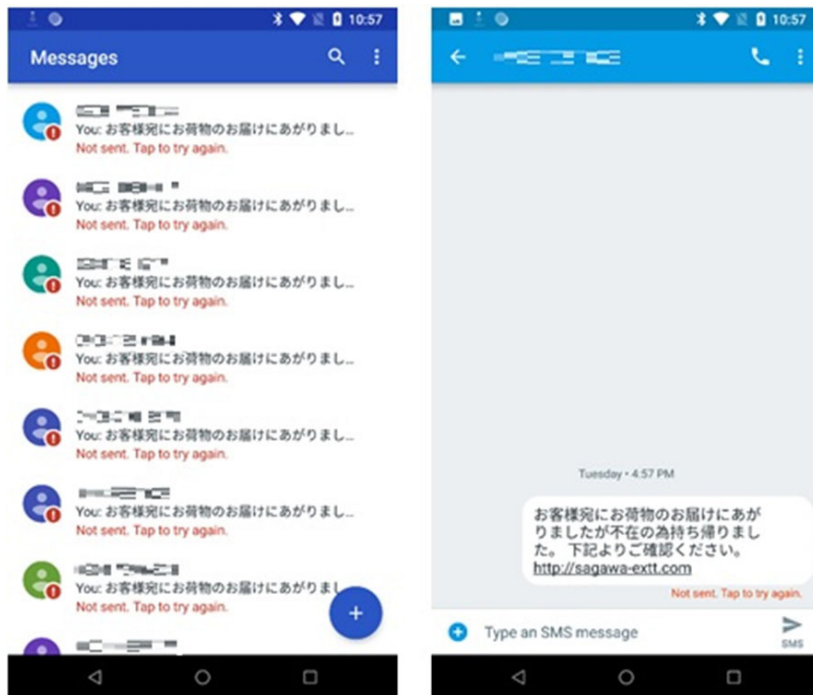 10:57
Messages
You: お客様宛にお荷物のお届けにあがりまし...
Not sent. Tap to try again.
You: お客様宛にお荷物のお届けにあがりまし...
Not sent. Tap to try again.
You: お客様宛にお荷物のお届けにあがりまし...
Not sent. Tap to try again.
You: お客様宛にお荷物のお届けにあがりまし...
Not sent. Tap to try again.
You: お客様宛にお荷物のお届けにあがりまし...
Not sent. Tap to try again.
You: お客様宛にお荷物のお届けにあがりまし...
Not sent. Tap to try again.
You: お客様宛にお荷物のお届けにあがりまし
Not sent. Tap to try again.
10:57
Tuesday • 4:57 PM
お客様宛にお荷物のお届けにあが
りましたが不在の為持ち帰りまし
た。 下記よりご確認ください。
http://sagawa-extt.com
Not sent. Tap to try again.
Type an SMS message
SMS